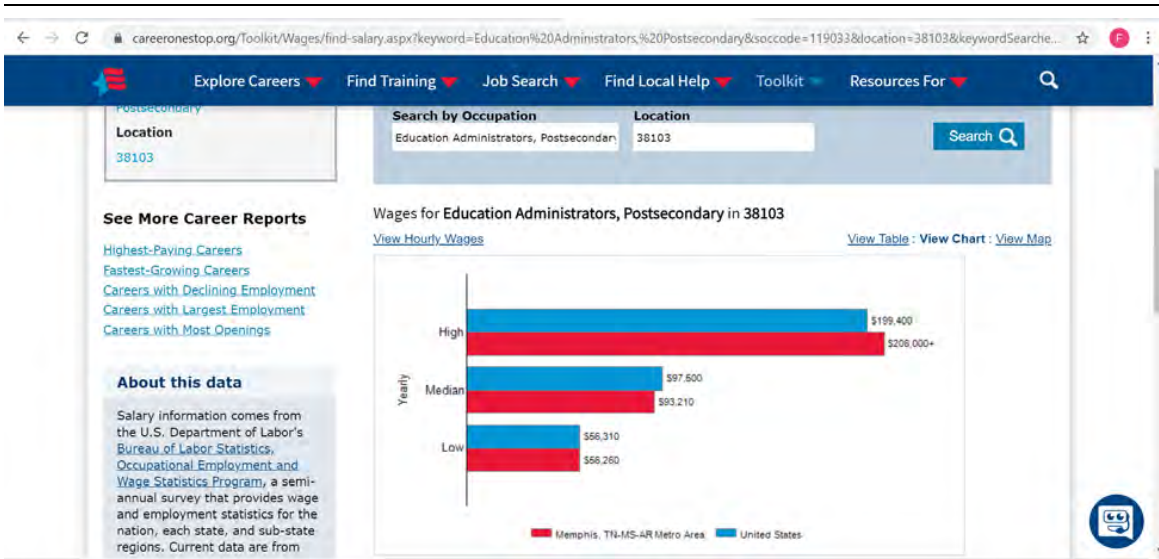 careeronestop.org/Toolkit/Wages/find-salary.aspx?keyword=Education%20Administrators,%20Postsecondary&soccode=119033&location=38103&keywordSearche...
F
Explore Careers Find Training Job Search Find Local Help Toolkit Resources For
Postsecondary
Location
38103
Search by Occupation Location
Education Administrators, Postsecondar 38103 Search
See More Career Reports
Highest-Paying Careers
Fastest-Growing Careers
Careers with Declining Employment
Careers with Largest Employment
Careers with Most Openings
About this data
Salary information comes from
the U.S. Department of Labor's
Bureau of Labor Statistics,
Occupational Employment and
Wage Statistics Program, a semi-
annual survey that provides wage
and employment statistics for the
nation, each state, and sub-state
regions. Current data are from
Wages for Education Administrators, Postsecondary in 38103
View Hourly Wages View Table : View Chart : View Map
Yearly
High
$199,400
$208,000+
Median
$97,500
$93,210
Low
$56,310
$56,260
Memphis, TN-MS-AR Metro Area United States